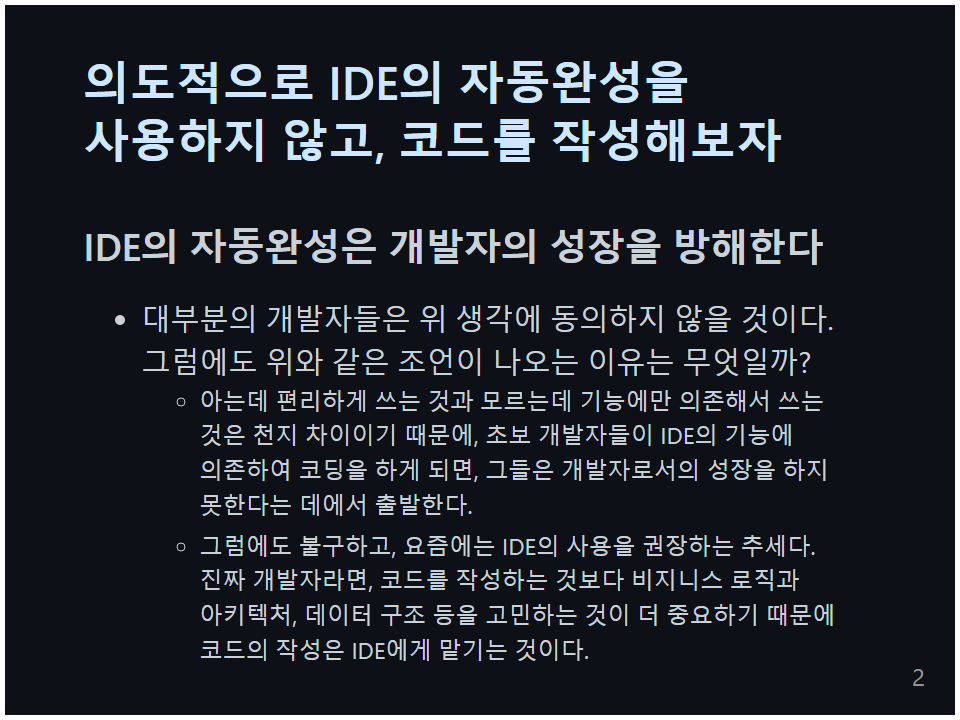 의도적으로 IDE의 자동완성을
사용하지 않고, 코드를 작성해보자
IDE의 자동완성은 개발자의 성장을 방해한다
대부분의 개발자들은 위 생각에 동의하지 않을 것이다.
그럼에도 위와 같은 조언이 나오는 이유는 무엇일까?
아는데 편리하게 쓰는 것과 모르는데 기능에만 의존해서 쓰는
것은 천지 차이이기 때문에, 초보 개발자들이 IDE의 기능에
의존하여 코딩을 하게 되면, 그들은 개발자로서의 성장을 하지
못한다는 데에서 출발한다.
그럼에도 불구하고, 요즘에는 IDE의 사용을 권장하는 추세다.
진짜 개발자라면, 코드를 작성하는 것보다 비지니스 로직과
아키텍처, 데이터 구조 등을 고민하는 것이 더 중요하기 때문에
코드의 작성은 IDE에게 맡기는 것이다.
2